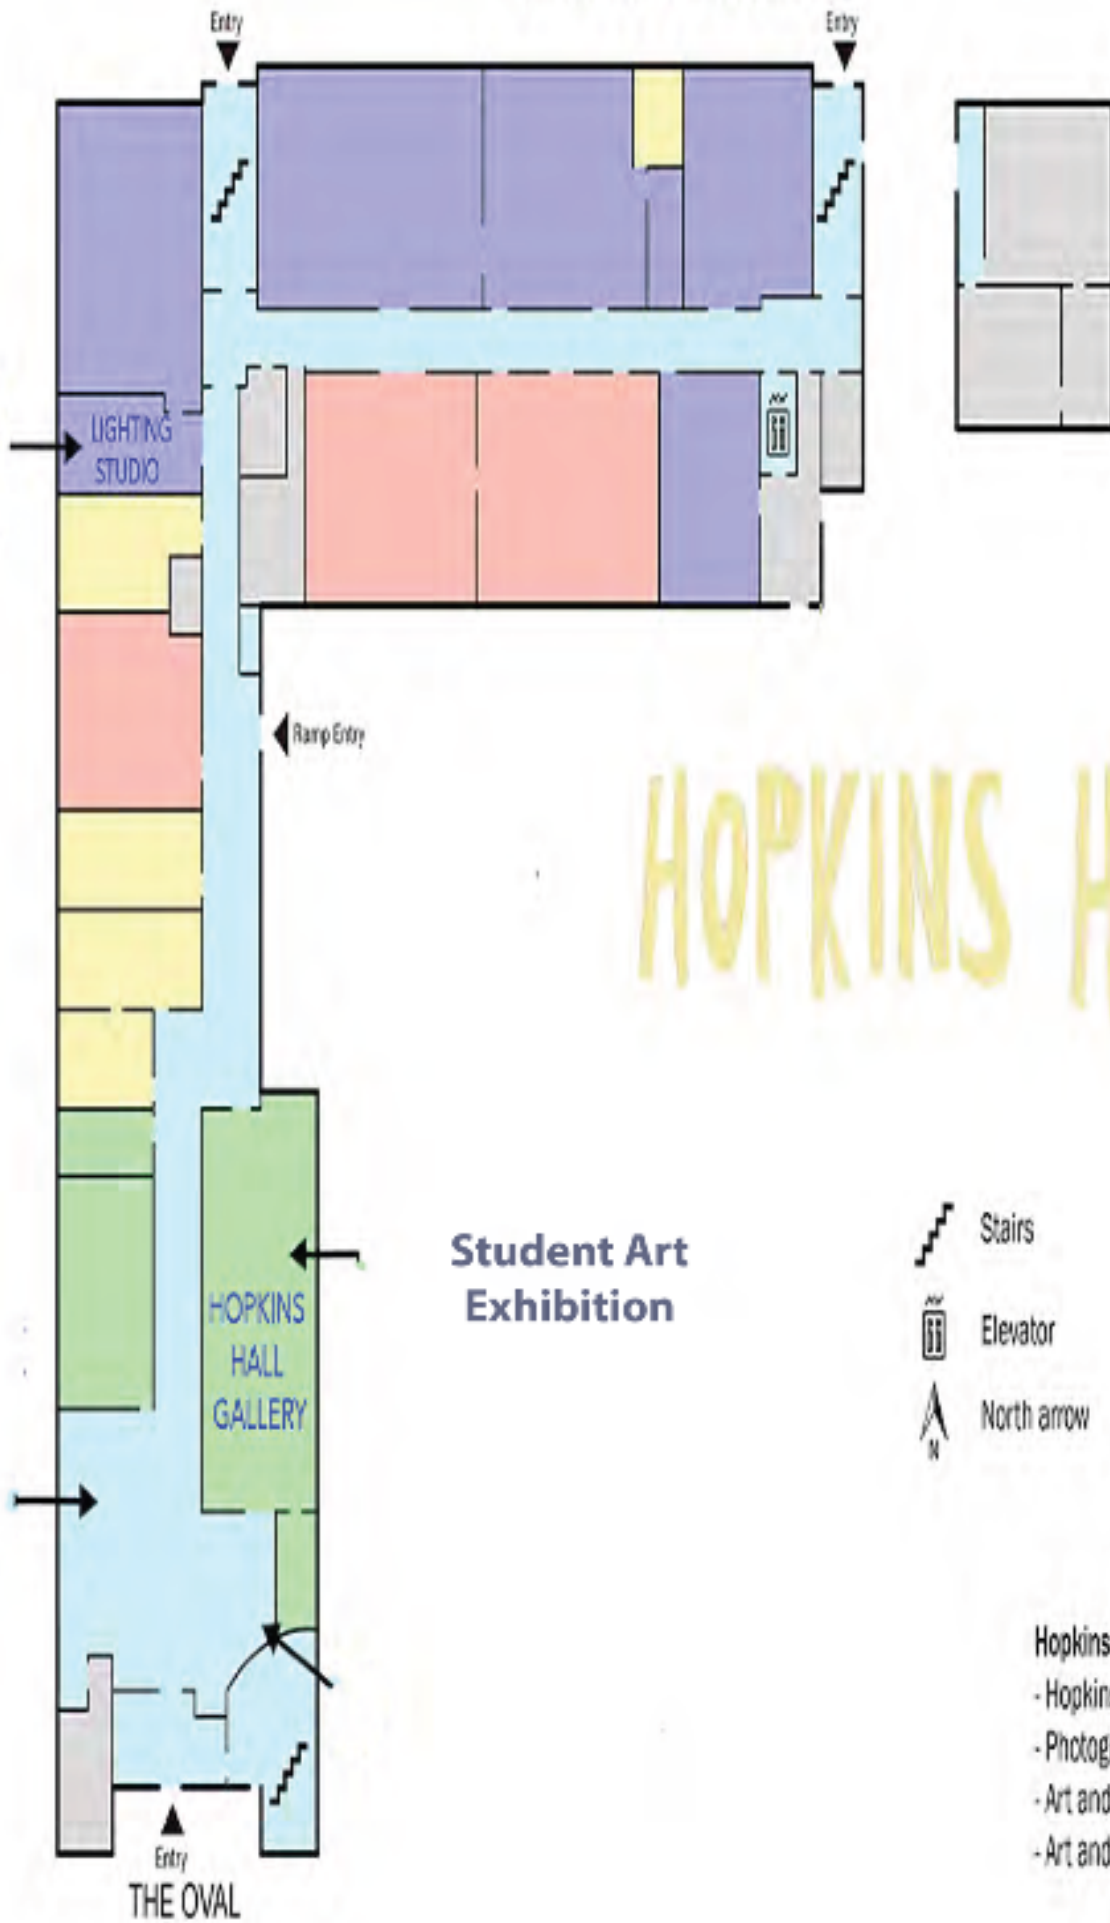 Entry
Entry
LIGHTING
STUDIO
Ramp Entry
HOPKINS H
Student Art
Exhibition
HOPKINS
HALL
GALLERY
Stairs
Elevator
N
North arrow
Hopkins
- Hopkin
- Photog
- Art and
- Art and
Entry
THE OVAL